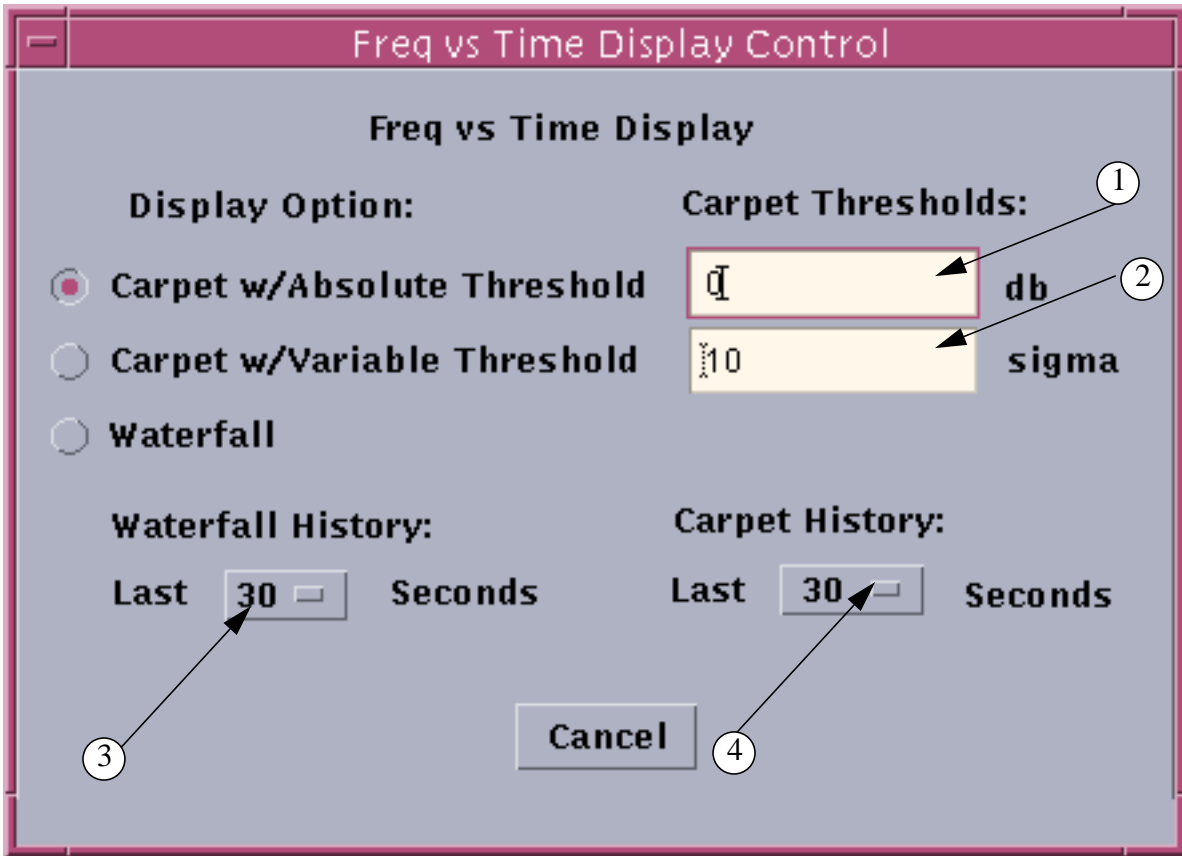 Freq vs Time Display Control
Freq vs Time Display
Display Option:
Carpet Thresholds:
1
Carpet w/Absolute Threshold
0
db
2
Carpet w/Variable Threshold
10
sigma
Waterfall
Waterfall History:
Carpet History:
Last 30 Seconds
Last 30 Seconds
3
Cancel
4